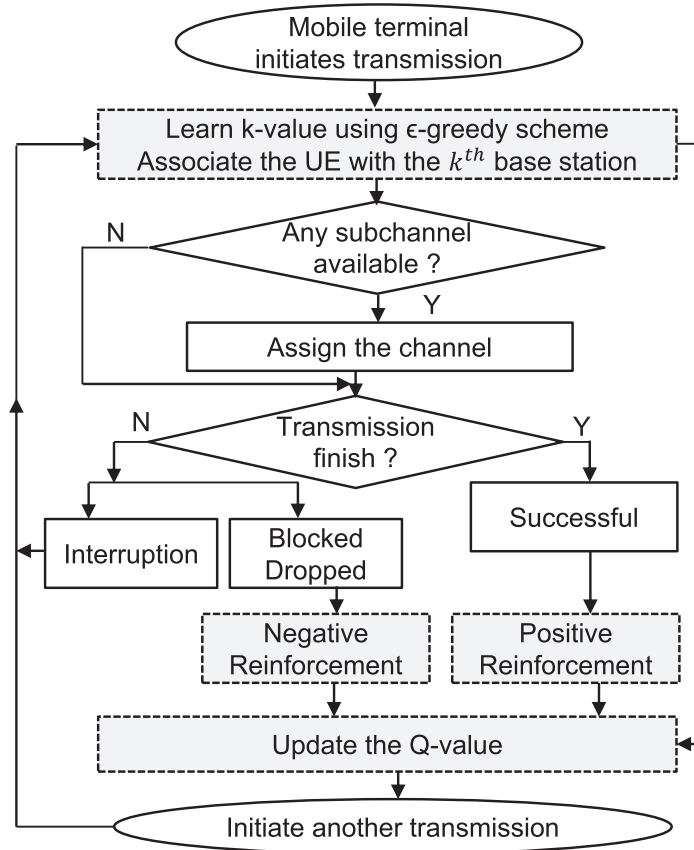 Mobile terminal
initiates transmission
Learn k-value using ϵ-greedy scheme
Associate the UE with the kᵗʰ base station
N
Any subchannel
available ?
Y
Assign the channel
N
Transmission
finish ?
Y
Interruption
Blocked
Dropped
Successful
Negative
Reinforcement
Positive
Reinforcement
Update the Q-value
Initiate another transmission